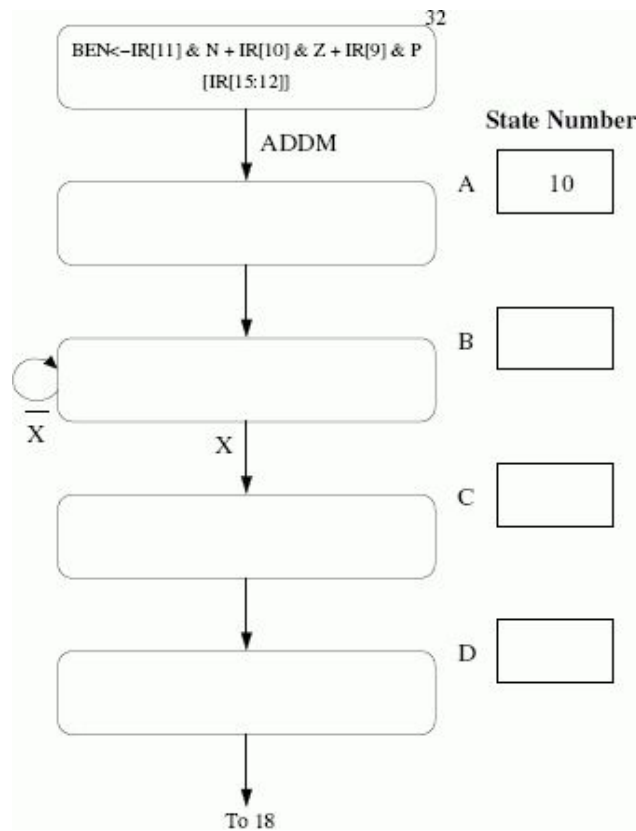 32
BEN<-IR[11] & N + IR[10] & Z + IR[9] & P
[IR[15:12]]
State Number
ADDM
A
10
B
X̅
X
C
D
To 18